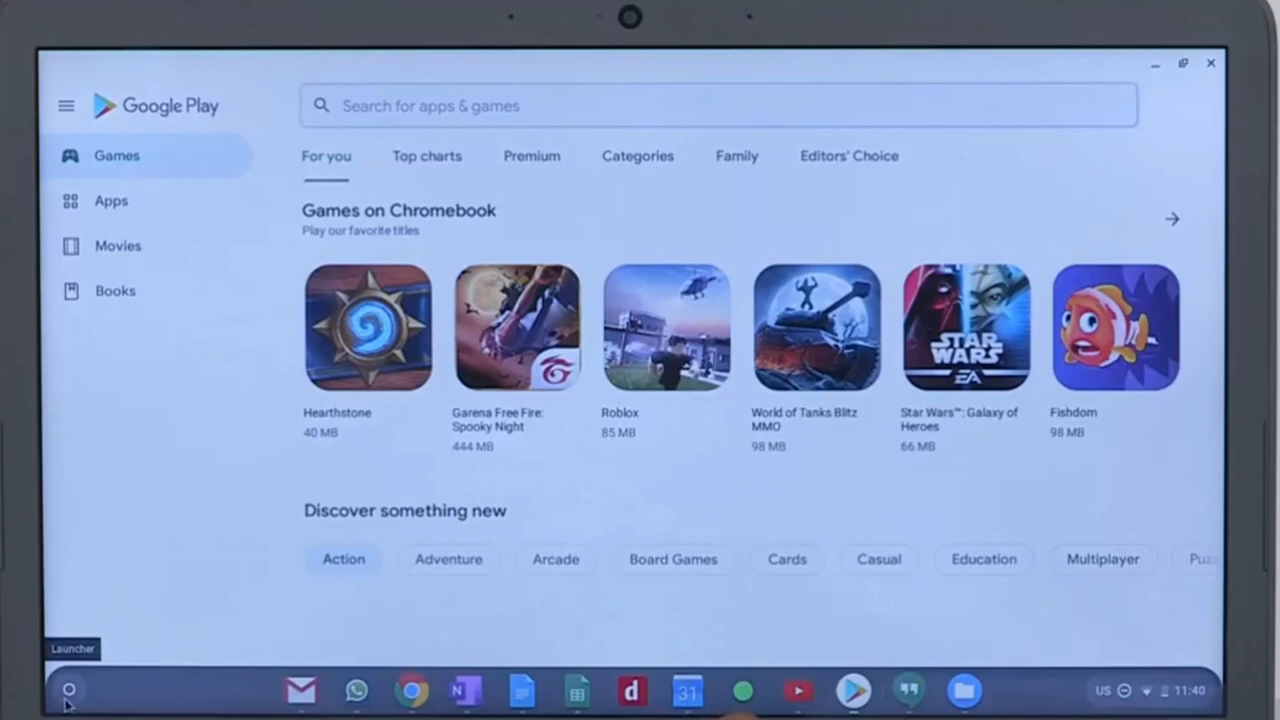 Google Play
Search for apps & games
Games
Apps
Movies
Books
For you
Top charts
Premium
Categories
Family
Editors' Choice
Games on Chromebook
Play our favorite titles
STAR
WARS
EA
Hearthstone
40 MB
Garena Free Fire:
Spooky Night
444 MB
Roblox
85 MB
World of Tanks Blitz
MMO
98 MB
Star Wars™: Galaxy of
Heroes
66 MB
Fishdom
98 MB
Discover something new
Action
Adventure
Arcade
Board Games
Cards
Casual
Education
Multiplayer
Puz
Launcher
N
d
31
US
11:40